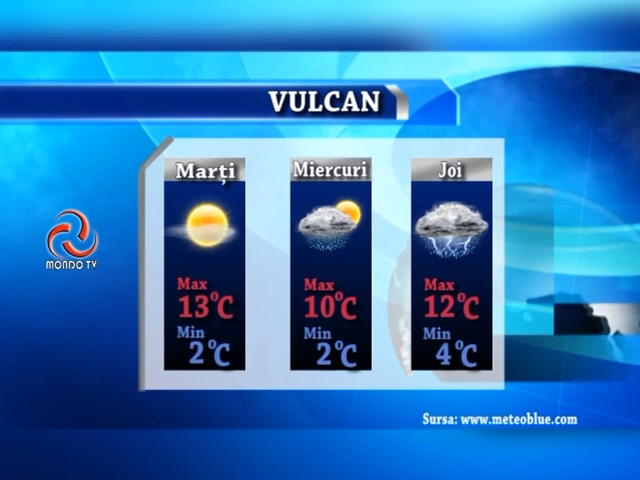 VULCAN
Marți
Miercuri
Joi
Max
13°C
Min
2°C
Max
10°C
Min
2°C
Max
12°C
Min
4°C
MONDO TV
Sursa: www.meteoblue.com